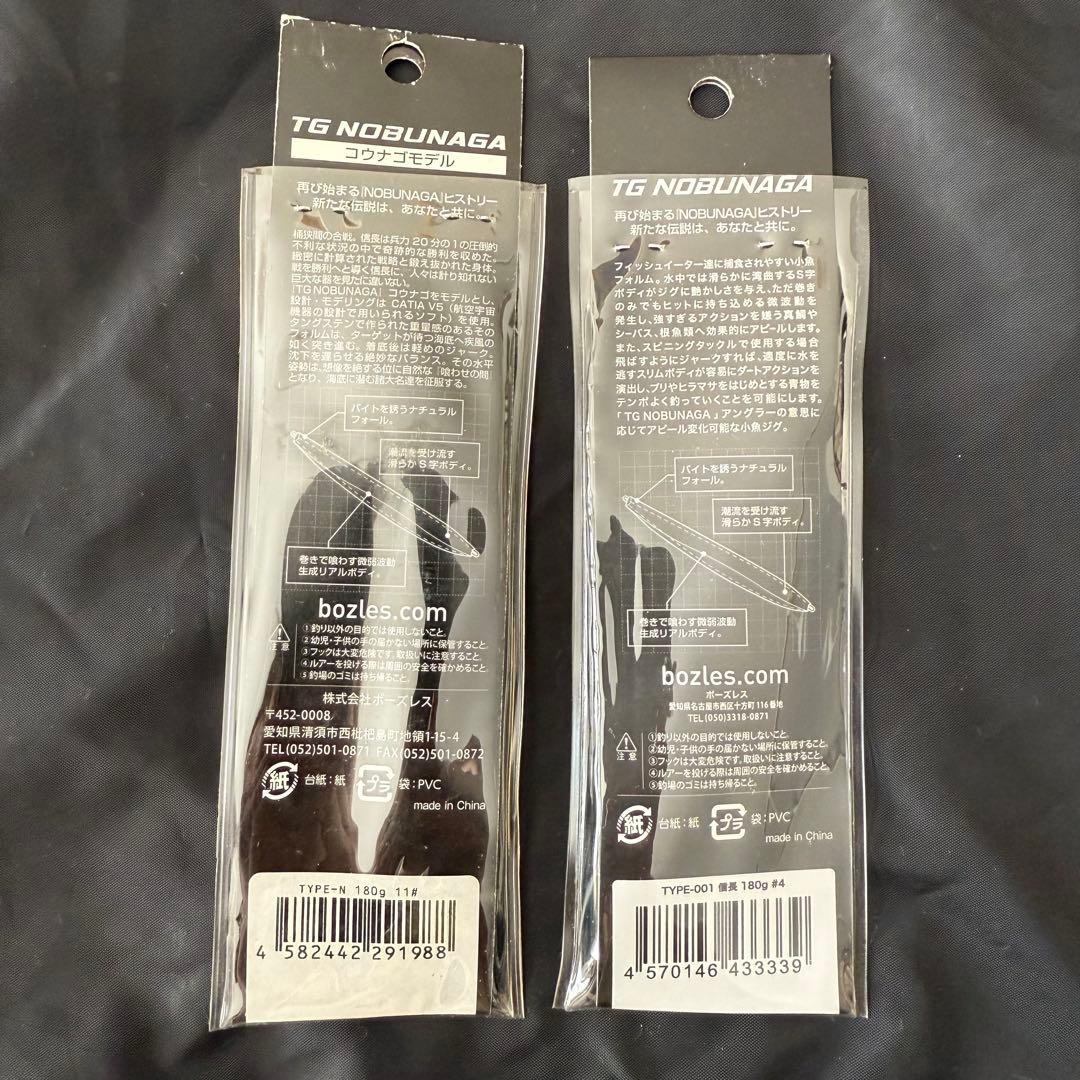 TG NOBUNAGA
コウナゴモデル
再び始まる『NOBUNAGA』ヒストリー
新たな伝説は、あなたと共に。
桶狭間の合戦。信長は兵力20分の1の圧倒的
不利な状況の中で奇跡的な勝利を収めた。
緻密に計算された戦略と鍛え抜かれた身体。
戦を勝利へと導く信長に、人々は計り知れない
巨大な器を見たに違いない。
「TG NOBUNAGA」コウナゴをモデルとし、
設計・モデリングは CATIA V5（航空宇宙
機器の設計で用いられるソフト）を使用。
タングステンで作られた重量感のあるその
フォルムは、ターゲットが待つ海底へ疾風の
如く突き進む。着底後は軽めのジャーク。
沈下を遅らせる絶妙なバランス。その水平
姿勢は、想像を絶する位に自然な『喰わせの間』
となり、海底に潜む諸大名達を征服する。
バイトを誘うナチュラル
フォール。
潮流を受け流す
滑らかS字ボディ。
巻きで喰わす微弱波動
生成リアルボディ。
bozles.com
注意
①釣り以外の目的では使用しないこと。
②幼児・子供の手の届かない場所に保管すること。
③フックは大変危険です。取扱いに注意すること。
④ルアーを投げる際は周囲の安全を確かめること。
⑤釣場のゴミは持ち帰ること。
株式会社ボーズレス
〒452-0008
愛知県清須市西枇杷島町地領1-15-4
TEL(052)501-0871 FAX(052)501-0872
紙 台紙：紙 プラ 袋：PVC
made in China
TYPE-N 180g 11#
4 582442 291988
TG NOBUNAGA
再び始まる『NOBUNAGA』ヒストリー
新たな伝説は、あなたと共に。
フィッシュイーター達に捕食されやすい小魚
フォルム。水中では滑らかに湾曲するS字
ボディがジグに艶かしさを与え、ただ巻き
のみでもヒットに持ち込める微波動を
発生し、強すぎるアクションを嫌う真鯛や
シーバス、根魚類へ効果的にアピールします。
また、スピニングタックルで使用する場合
飛ばすようにジャークすれば、適度に水を
逃すスリムボディが容易にダートアクションを
演出し、ブリやヒラマサをはじめとする青物を
テンポよく釣っていくことを可能にします。
「TG NOBUNAGA」アングラーの意思に
応じてアピール変化可能な小魚ジグ。
バイトを誘うナチュラル
フォール。
潮流を受け流す
滑らかS字ボディ。
巻きで喰わす微弱波動
生成リアルボディ。
bozles.com
ボーズレス
愛知県名古屋市西区十方町116番地
TEL(050)3318-0871
注意
①釣り以外の目的では使用しないこと。
②幼児・子供の手の届かない場所に保管すること。
③フックは大変危険です。取扱いに注意すること。
④ルアーを投げる際は周囲の安全を確かめること。
⑤釣場のゴミは持ち帰ること。
紙 台紙：紙 プラ 袋：PVC
made in China
TYPE-001 信長 180g #4
4 570146 433339